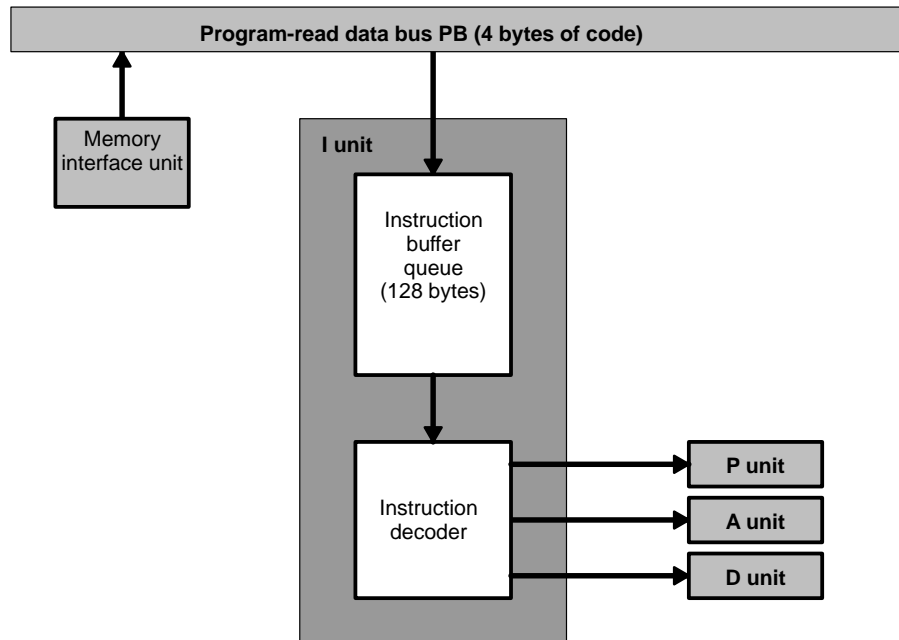 Program-read data bus PB (4 bytes of code)
Memory
interface unit
I unit
Instruction
buffer
queue
(128 bytes)
Instruction
decoder
P unit
A unit
D unit